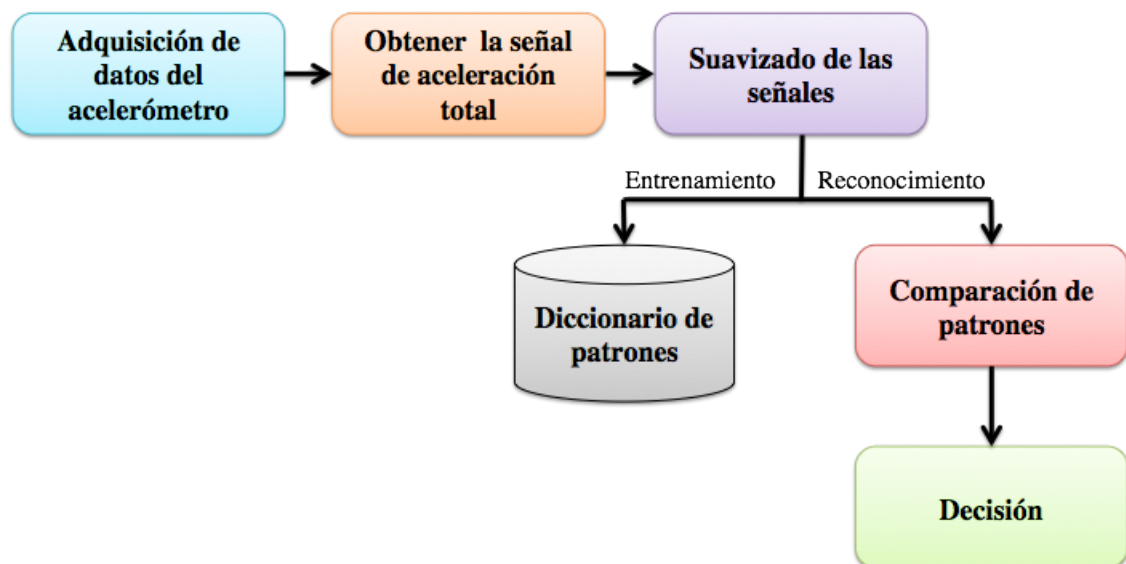 Adquisición de
datos del
acelerómetro
Obtener la señal
de aceleración
total
Suavizado de las
señales
Entrenamiento
Reconocimiento
Diccionario de
patrones
Comparación de
patrones
Decisión